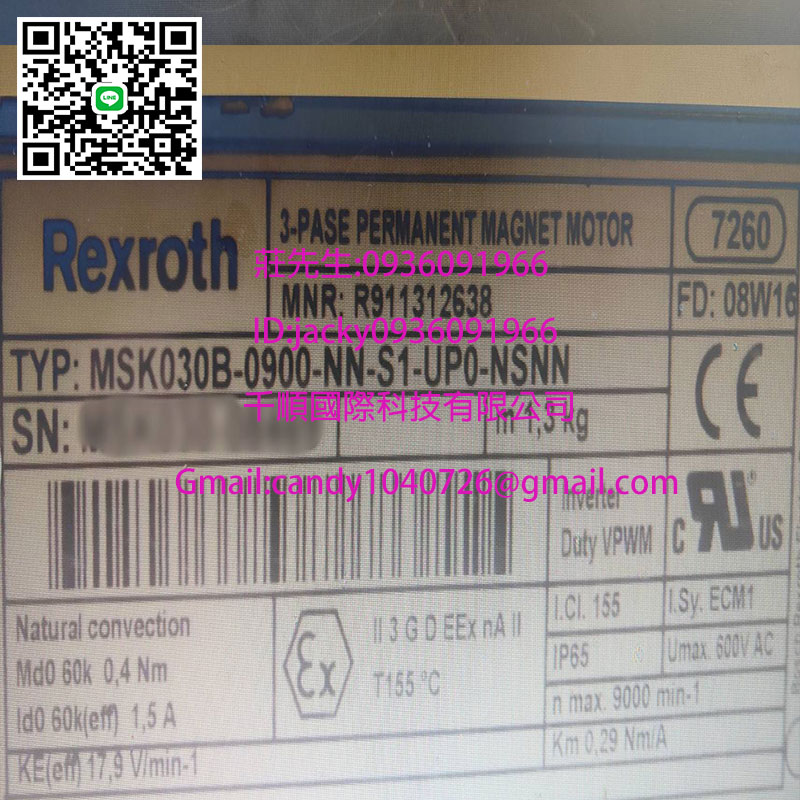 LINE
Rexroth
3-PASE PERMANENT MAGNET MOTOR
7260
莊先生:0936091966
MNR: R911312638
FD: 08W16
ID:jacky0936091966
TYP: MSK030B-0900-NN-S1-UP0-NSNN
千順國際科技有限公司
CE
SN:
m 1,3 kg
Gmail:candy1040726@gmail.com
Inverter
Duty VPWM
C US
Natural convection
Md0 60k 0,4 Nm
Id0 60k(eff) 1,5 A
KE(eff) 17,9 V/min-1
Ex
II 3 G D EEx nA II
T155 °C
I.Cl. 155
I.Sy. ECM1
IP65
Umax. 600V AC
n max. 9000 min-1
Km 0,29 Nm/A